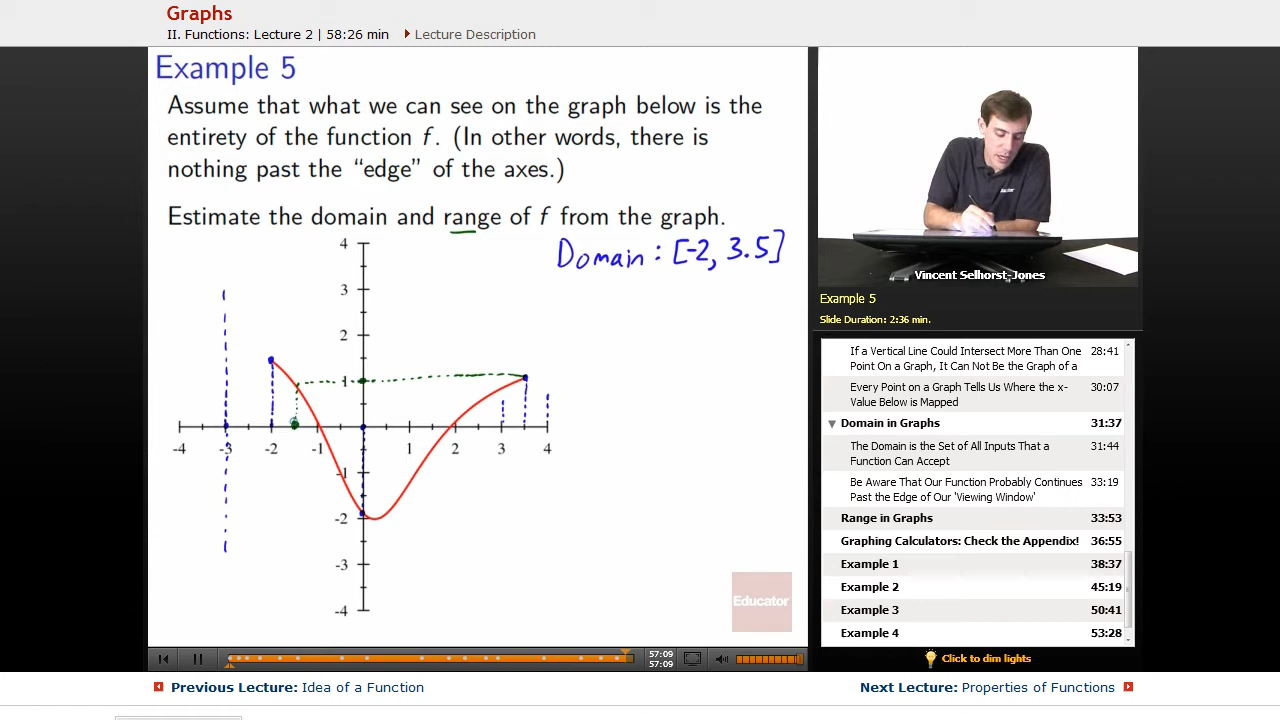 Graphs
II. Functions: Lecture 2 | 58:26 min
Lecture Description
Example 5
Assume that what we can see on the graph below is the
entirety of the function f. (In other words, there is
nothing past the “edge” of the axes.)
Estimate the domain and range of f from the graph.
Domain : [-2, 3.5]
4
3
2
1
-1
-2
-3
-4
-4 -3 -2 -1 1 2 3 4
Educator
Vincent Selhorst-Jones
Example 5
Slide Duration: 2:36 min.
If a Vertical Line Could Intersect More Than One
Point On a Graph, It Can Not Be the Graph of a
28:41
Every Point on a Graph Tells Us Where the x-
Value Below is Mapped
30:07
Domain in Graphs 31:37
The Domain is the Set of All Inputs That a
Function Can Accept
31:44
Be Aware That Our Function Probably Continues
Past the Edge of Our 'Viewing Window'
33:19
Range in Graphs 33:53
Graphing Calculators: Check the Appendix! 36:55
Example 1 38:37
Example 2 45:19
Example 3 50:41
Example 4 53:28
57:09
57:09
Click to dim lights
Previous Lecture: Idea of a Function
Next Lecture: Properties of Functions